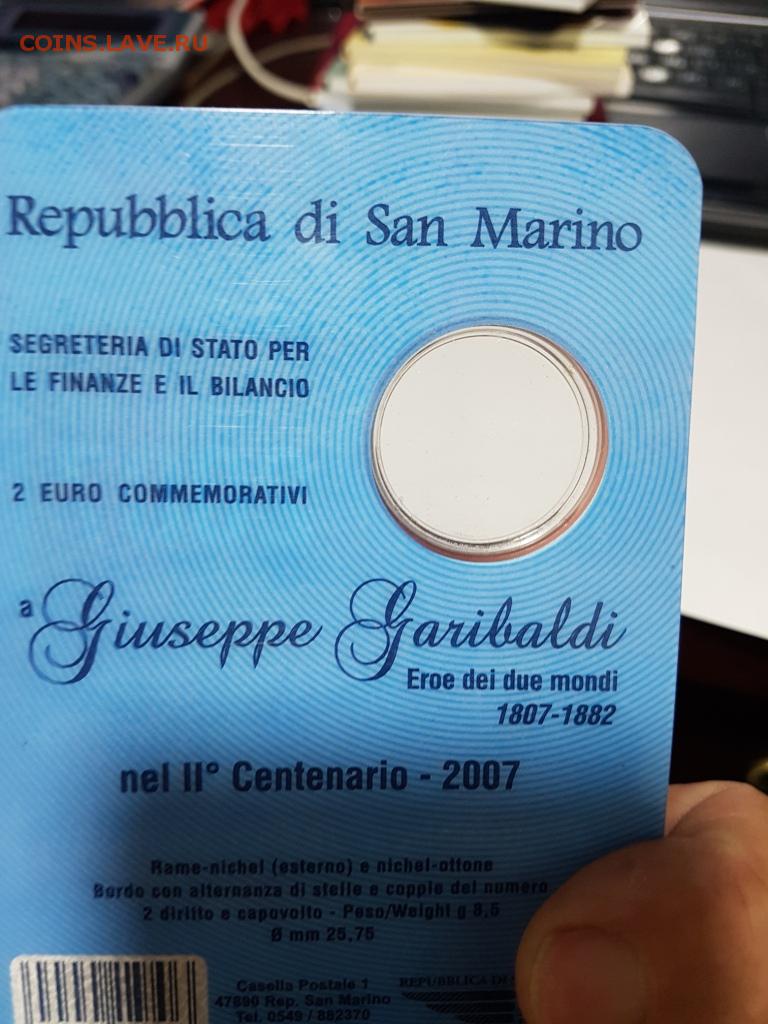 COINS.LAVE.RU
Repubblica di San Marino
SEGRETERIA DI STATO PER
LE FINANZE E IL BILANCIO
2 EURO COMMEMORATIVI
a Giuseppe Garibaldi
Eroe dei due mondi
1807-1882
nel II° Centenario - 2007
Rame-nichel (esterno) e nichel-ottone
Bordo con alternanza di stelle e coppie del numero
2 diritto e capovolto - Peso/Weight g 8,5
Ø mm 25,75
Casella Postale 1
47890 Rep. San Marino
Tel. 0549 / 882370
REPUBBLICA DI